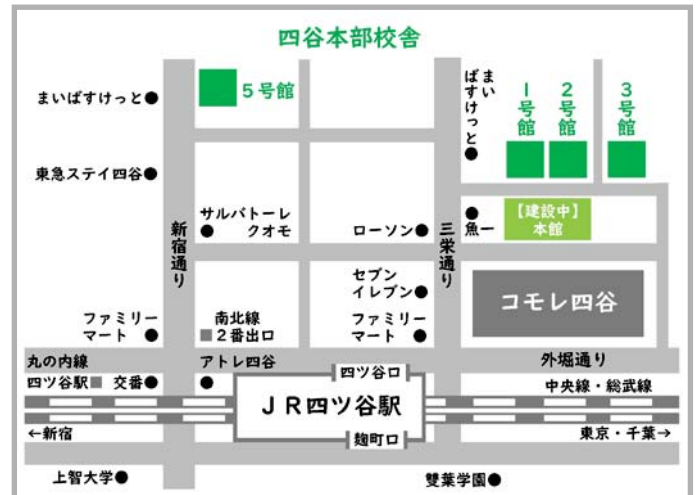 四谷本部校舎
まいばすけっと
5号館
まい
ばすけっと
1号館
2号館
3号館
東急ステイ四谷
新宿通り
サルバトーレ
クオモ
ローソン
三栄通り
魚一
【建設中】
本館
セブン
イレブン
コモレ四谷
ファミリー
マート
南北線
2番出口
ファミリー
マート
丸の内線
四ツ谷駅
交番
アトレ四谷
四ツ谷口
外堀通り
JR四ツ谷駅
中央線・総武線
麹町口
←新宿
東京・千葉→
上智大学
雙葉学園